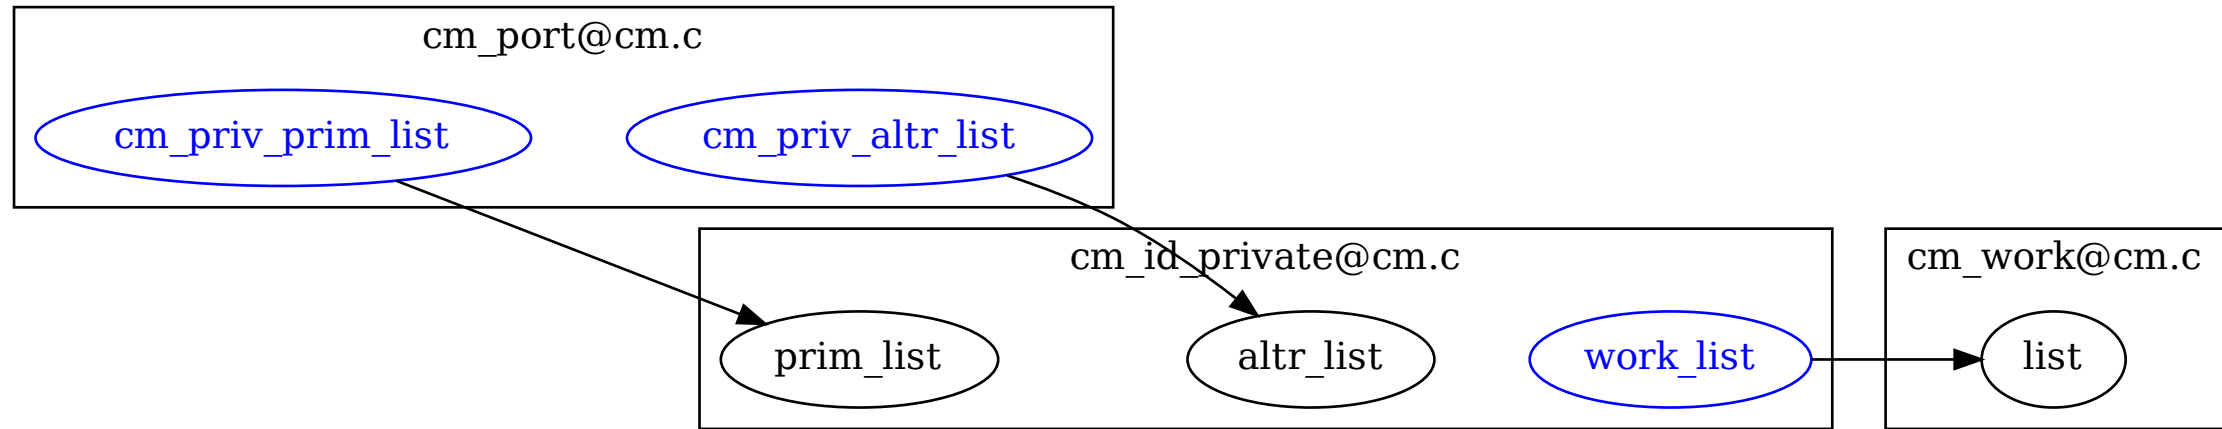 cm_port@cm.c
cm_priv_prim_list
cm_priv_altr_list
cm_id_private@cm.c
prim_list
altr_list
work_list
cm_work@cm.c
list